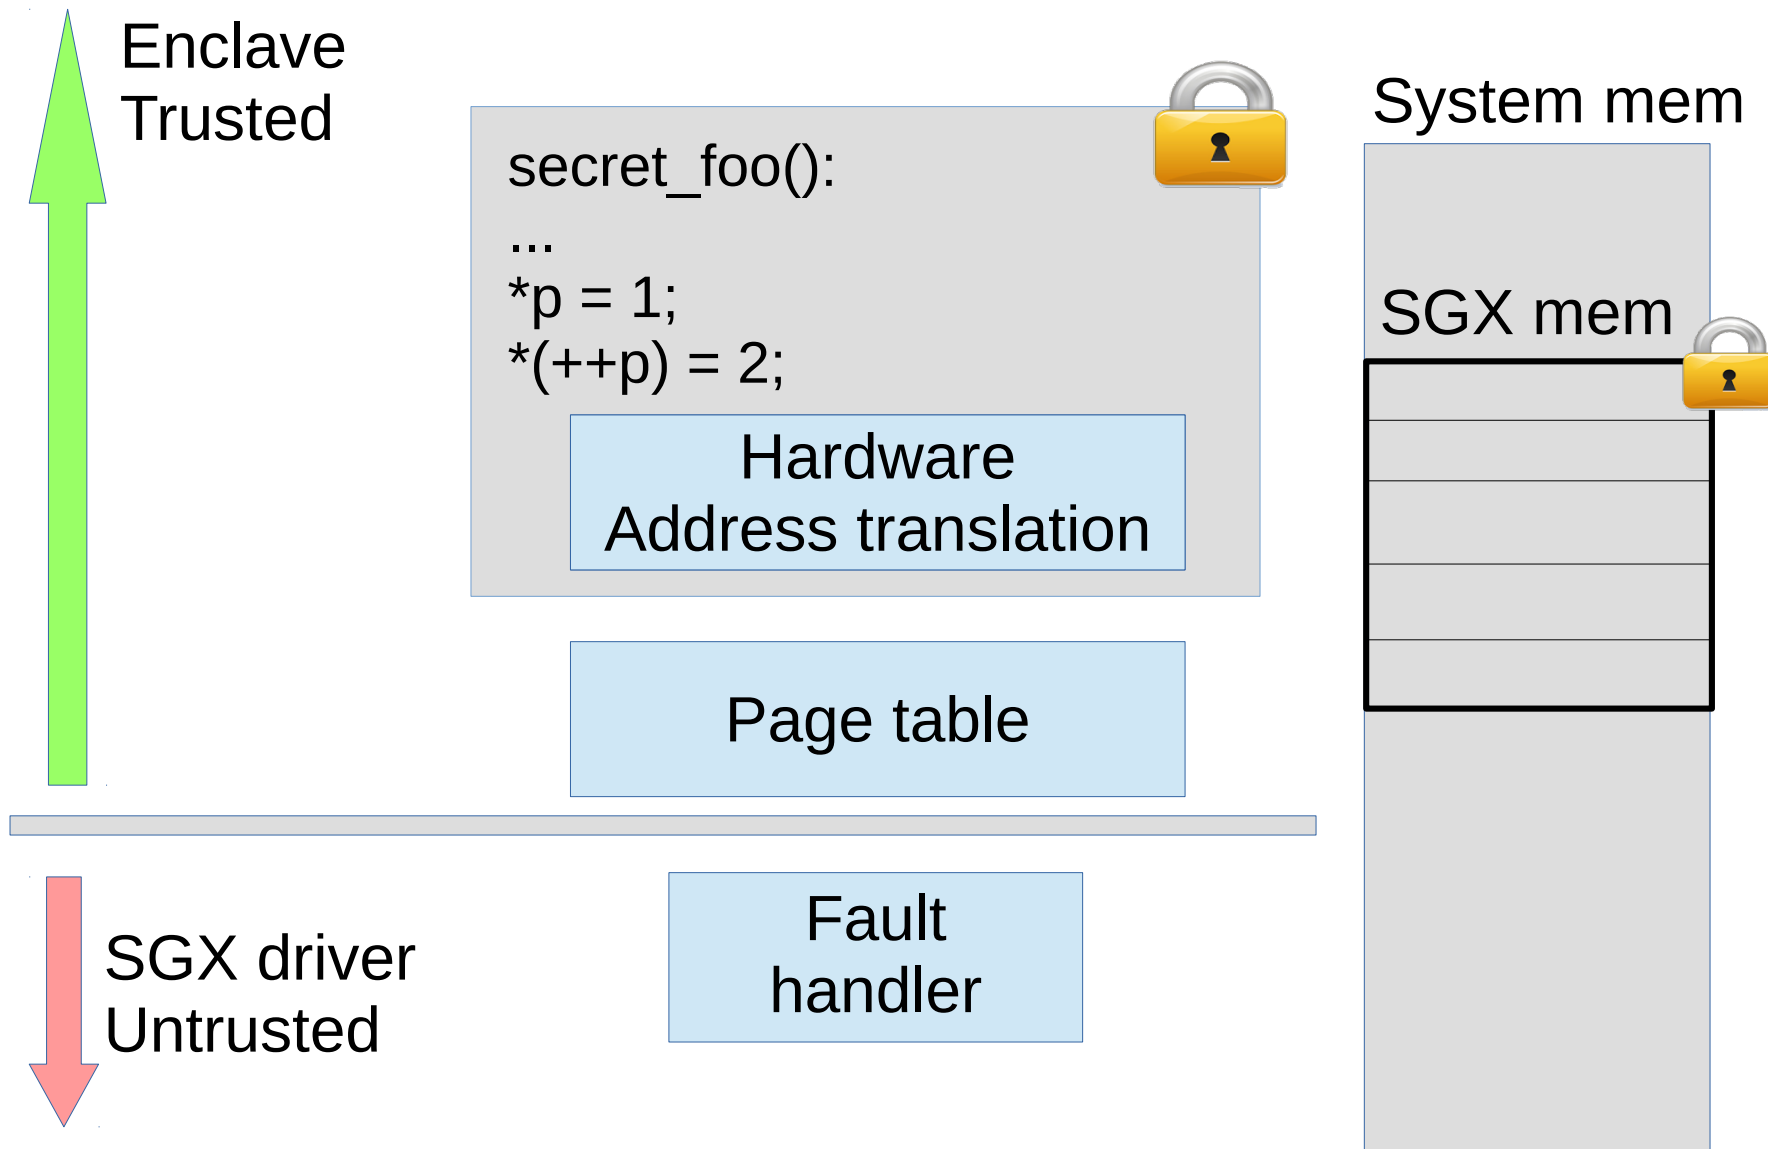 Enclave
Trusted
secret_foo():
...
*p = 1;
*(++p) = 2;
Hardware
Address translation
Page table
System mem
SGX mem
SGX driver
Untrusted
Fault
handler